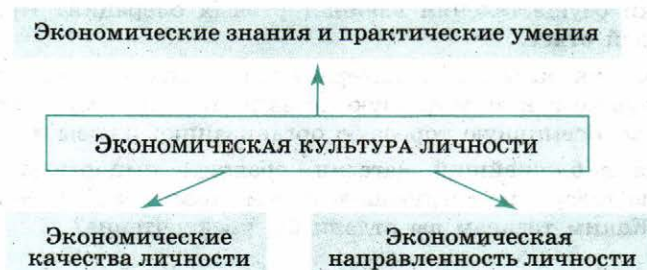 Экономические знания и практические умения
Экономическая культура личности
Экономические
качества личности
Экономическая
направленность личности